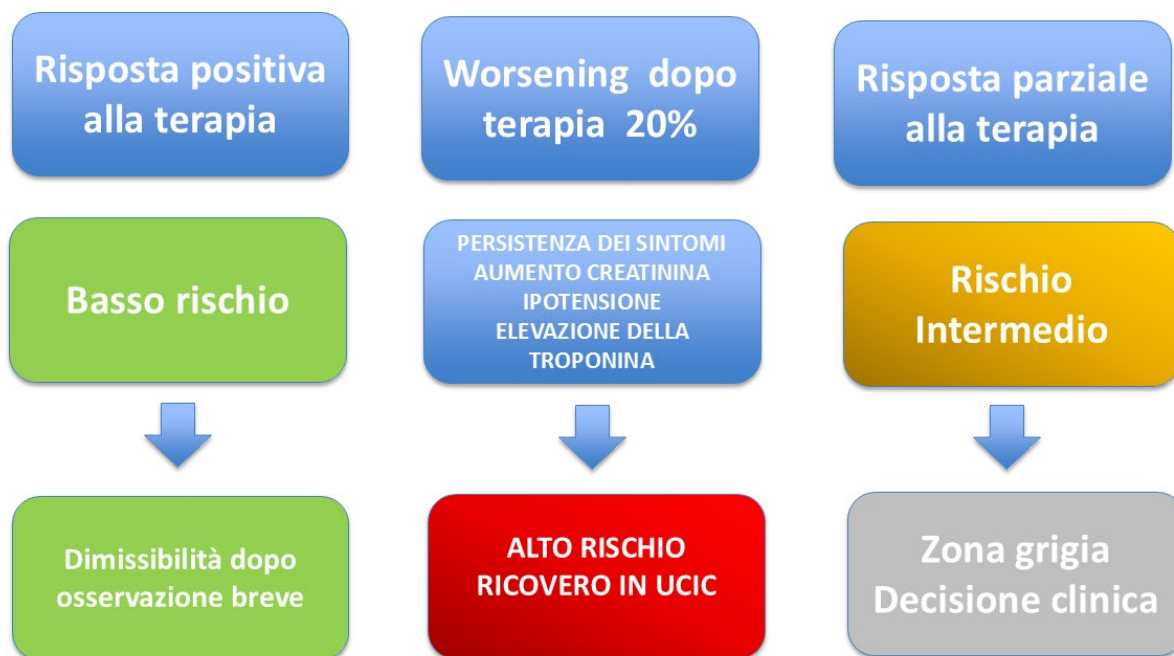 Risposta positiva
alla terapia
Worsening dopo
terapia 20%
Risposta parziale
alla terapia
Basso rischio
PERSISTENZA DEI SINTOMI
AUMENTO CREATININA
IPOTENSIONE
ELEVAZIONE DELLA
TROPONINA
Rischio
Intermedio
Dimissibilità dopo
osservazione breve
ALTO RISCHIO
RICOVERO IN UCIC
Zona grigia
Decisione clinica